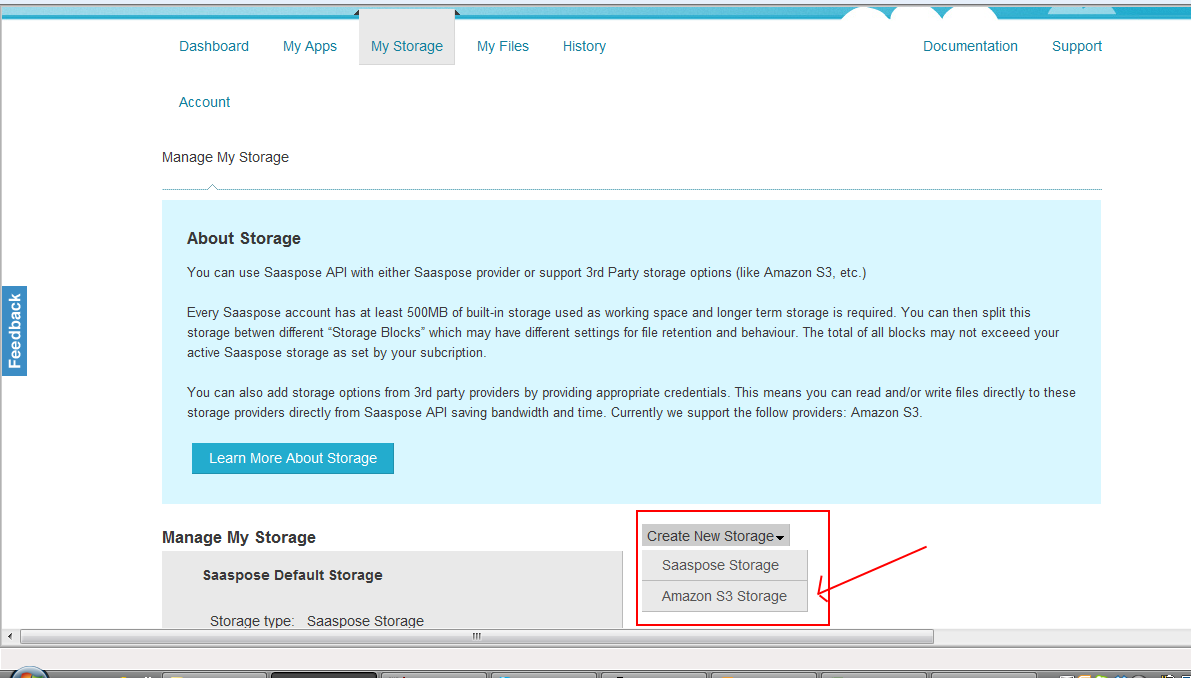 Dashboard My Apps My Storage My Files History Documentation Support
Account
Manage My Storage
About Storage
You can use Saaspose API with either Saaspose provider or support 3rd Party storage options (like Amazon S3, etc.)
Every Saaspose account has at least 500MB of built-in storage used as working space and longer term storage is required. You can then split this
storage betwen different “Storage Blocks” which may have different settings for file retention and behaviour. The total of all blocks may not exceeed your
active Saaspose storage as set by your subcription.
You can also add storage options from 3rd party providers by providing appropriate credentials. This means you can read and/or write files directly to these
storage providers directly from Saaspose API saving bandwidth and time. Currently we support the follow providers: Amazon S3.
Learn More About Storage
Feedback
Manage My Storage
Create New Storage
Saaspose Storage
Amazon S3 Storage
Saaspose Default Storage
Storage type: Saaspose Storage